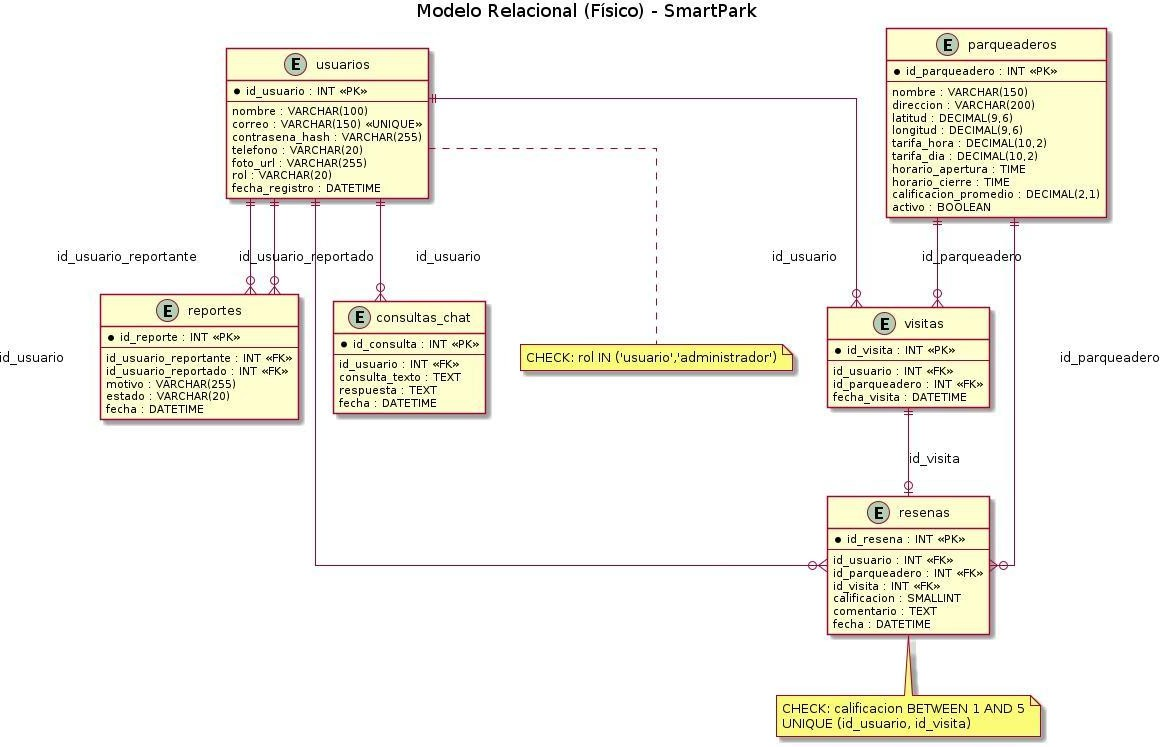 Modelo Relacional (Físico) - SmartPark
E usuarios
id_usuario : INT «PK»
nombre : VARCHAR(100)
correo : VARCHAR(150) «UNIQUE»
contrasena_hash : VARCHAR(255)
telefono : VARCHAR(20)
foto_url : VARCHAR(255)
rol : VARCHAR(20)
fecha_registro : DATETIME
E parqueaderos
id_parqueadero : INT «PK»
nombre : VARCHAR(150)
direccion : VARCHAR(200)
latitud : DECIMAL(9,6)
longitud : DECIMAL(9,6)
tarifa_hora : DECIMAL(10,2)
tarifa_dia : DECIMAL(10,2)
horario_apertura : TIME
horario_cierre : TIME
calificacion_promedio : DECIMAL(2,1)
activo : BOOLEAN
id_usuario_reportante
id_usuario_reportado
id_usuario
id_usuario
id_parqueadero
E reportes
id_reporte : INT «PK»
id_usuario_reportante : INT «FK»
id_usuario_reportado : INT «FK»
motivo : VARCHAR(255)
estado : VARCHAR(20)
fecha : DATETIME
E consultas_chat
id_consulta : INT «PK»
id_usuario : INT «FK»
consulta_texto : TEXT
respuesta : TEXT
fecha : DATETIME
CHECK: rol IN ('usuario','administrador')
E visitas
id_visita : INT «PK»
id_usuario : INT «FK»
id_parqueadero : INT «FK»
fecha_visita : DATETIME
id_usuario
id_parqueadero
id_visita
E resenas
id_resena : INT «PK»
id_usuario : INT «FK»
id_parqueadero : INT «FK»
id_visita : INT «FK»
calificacion : SMALLINT
comentario : TEXT
fecha : DATETIME
CHECK: calificacion BETWEEN 1 AND 5
UNIQUE (id_usuario, id_visita)